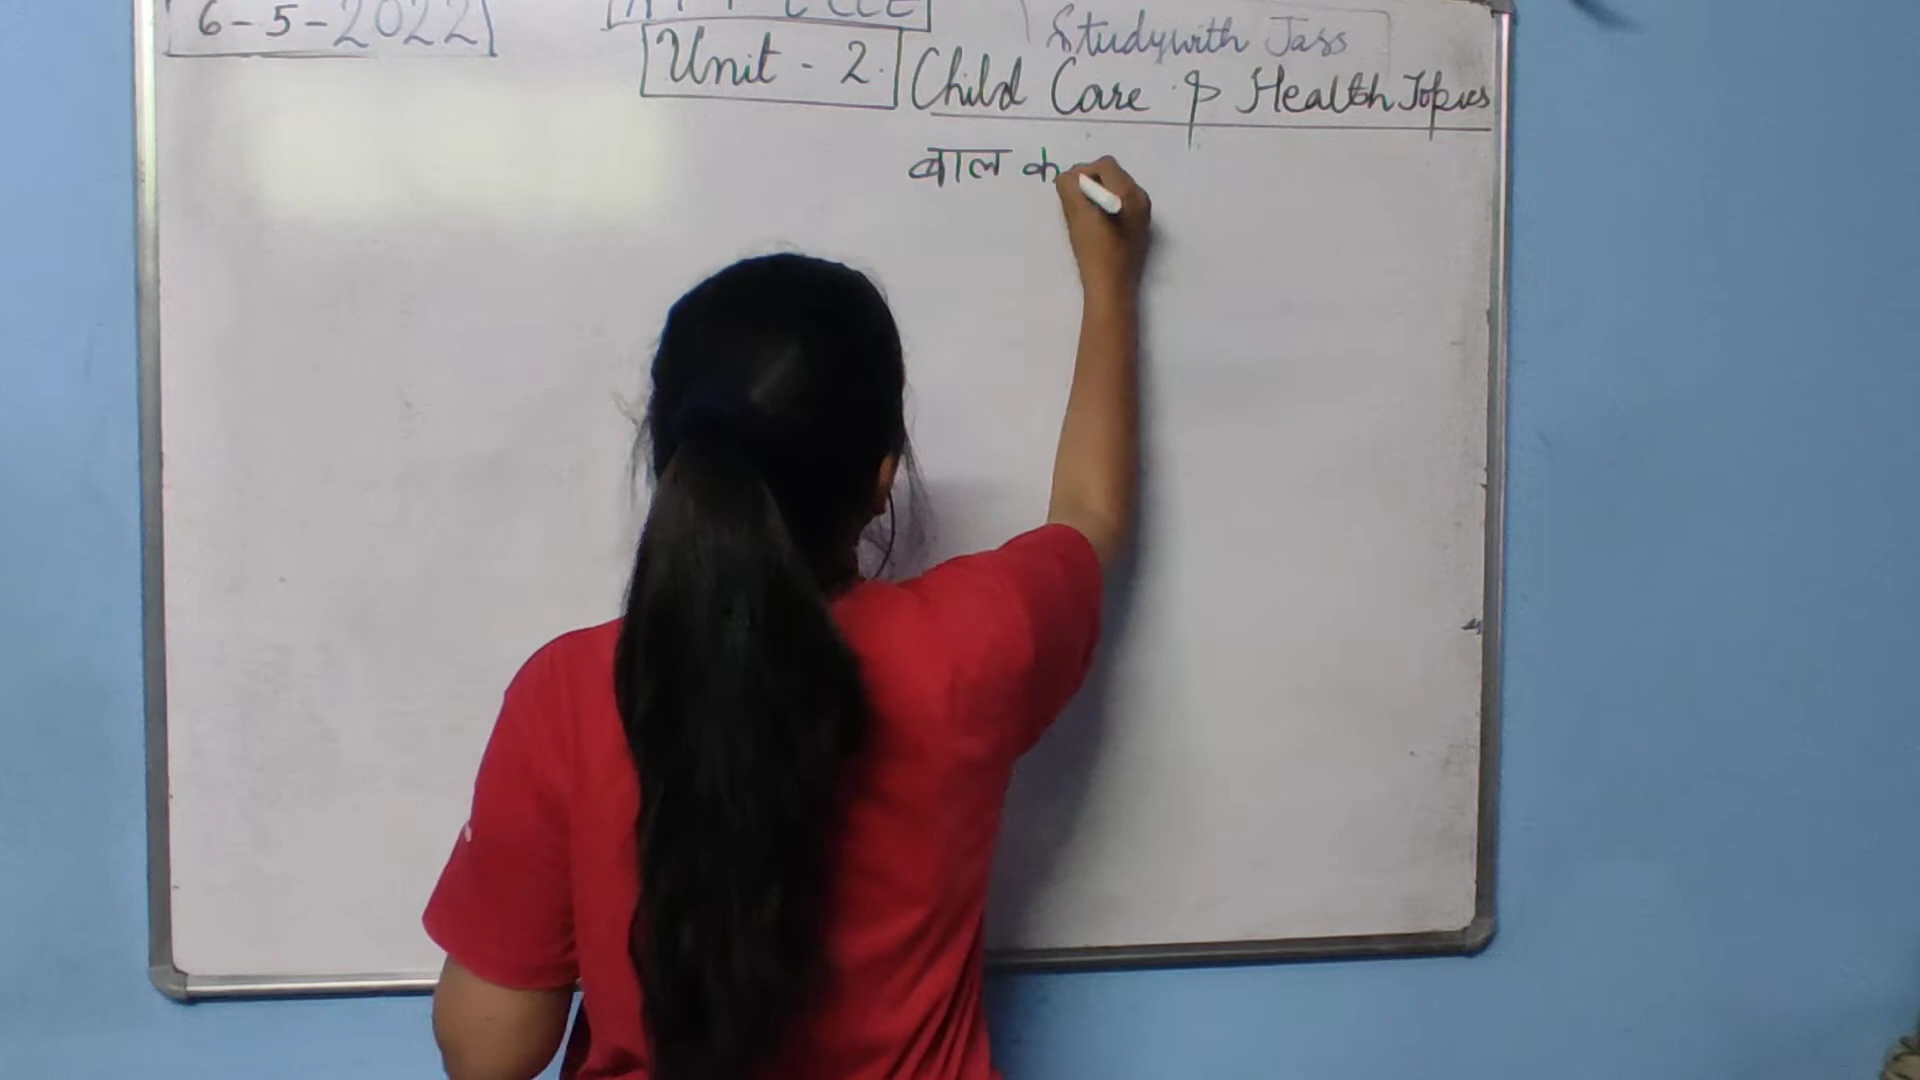 6-5-2022
Studywith Jass
Unit - 2. Child Care & Health Topics
बाल क